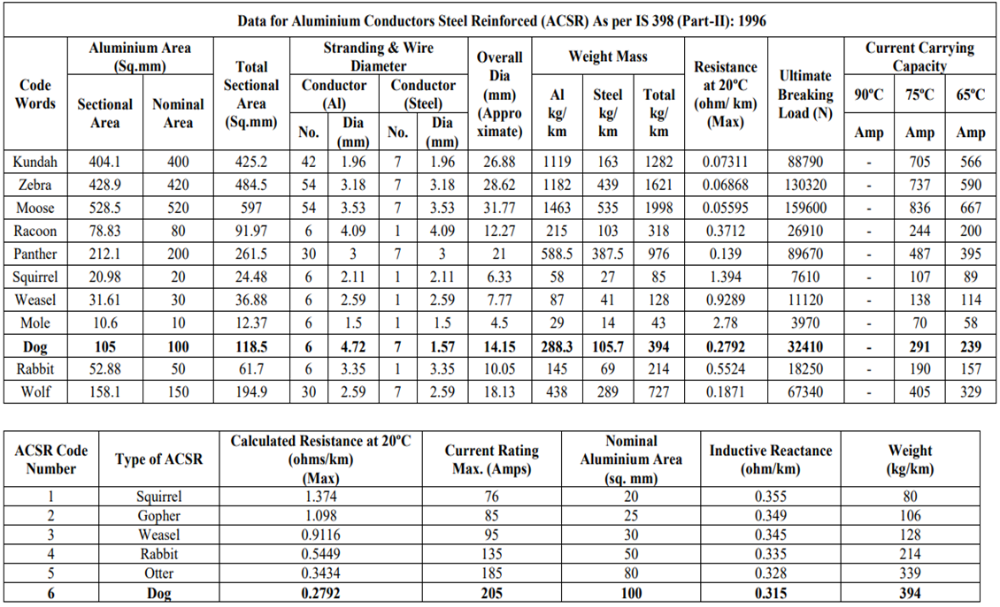 Data for Aluminium Conductors Steel Reinforced (ACSR) As per IS 398 (Part-II): 1996
Code Words | Aluminium Area (Sq.mm) | Total Sectional Area (Sq.mm) | Stranding & Wire Diameter | Overall Dia (mm) (Appro ximate) | Weight Mass | Resistance at 20ºC (ohm/ km) (Max) | Ultimate Breaking Load (N) | Current Carrying Capacity
Sectional Area | Nominal Area | Conductor (Al) | Conductor (Steel) | Al kg/ km | Steel kg/ km | Total kg/ km | 90ºC | 75ºC | 65ºC
No. | Dia (mm) | No. | Dia (mm) | Amp | Amp | Amp
Kundah | 404.1 | 400 | 425.2 | 42 | 1.96 | 7 | 1.96 | 26.88 | 1119 | 163 | 1282 | 0.07311 | 88790 | - | 705 | 566
Zebra | 428.9 | 420 | 484.5 | 54 | 3.18 | 7 | 3.18 | 28.62 | 1182 | 439 | 1621 | 0.06868 | 130320 | - | 737 | 590
Moose | 528.5 | 520 | 597 | 54 | 3.53 | 7 | 3.53 | 31.77 | 1463 | 535 | 1998 | 0.05595 | 159600 | - | 836 | 667
Racoon | 78.83 | 80 | 91.97 | 6 | 4.09 | 1 | 4.09 | 12.27 | 215 | 103 | 318 | 0.3712 | 26910 | - | 244 | 200
Panther | 212.1 | 200 | 261.5 | 30 | 3 | 7 | 3 | 21 | 588.5 | 387.5 | 976 | 0.139 | 89670 | - | 487 | 395
Squirrel | 20.98 | 20 | 24.48 | 6 | 2.11 | 1 | 2.11 | 6.33 | 58 | 27 | 85 | 1.394 | 7610 | - | 107 | 89
Weasel | 31.61 | 30 | 36.88 | 6 | 2.59 | 1 | 2.59 | 7.77 | 87 | 41 | 128 | 0.9289 | 11120 | - | 138 | 114
Mole | 10.6 | 10 | 12.37 | 6 | 1.5 | 1 | 1.5 | 4.5 | 29 | 14 | 43 | 2.78 | 3970 | - | 70 | 58
Dog | 105 | 100 | 118.5 | 6 | 4.72 | 7 | 1.57 | 14.15 | 288.3 | 105.7 | 394 | 0.2792 | 32410 | - | 291 | 239
Rabbit | 52.88 | 50 | 61.7 | 6 | 3.35 | 1 | 3.35 | 10.05 | 145 | 69 | 214 | 0.5524 | 18250 | - | 190 | 157
Wolf | 158.1 | 150 | 194.9 | 30 | 2.59 | 7 | 2.59 | 18.13 | 438 | 289 | 727 | 0.1871 | 67340 | - | 405 | 329
ACSR Code Number | Type of ACSR | Calculated Resistance at 20ºC (ohms/km) (Max) | Current Rating Max. (Amps) | Nominal Aluminium Area (sq. mm) | Inductive Reactance (ohm/km) | Weight (kg/km)
1 | Squirrel | 1.374 | 76 | 20 | 0.355 | 80
2 | Gopher | 1.098 | 85 | 25 | 0.349 | 106
3 | Weasel | 0.9116 | 95 | 30 | 0.345 | 128
4 | Rabbit | 0.5449 | 135 | 50 | 0.335 | 214
5 | Otter | 0.3434 | 185 | 80 | 0.328 | 339
6 | Dog | 0.2792 | 205 | 100 | 0.315 | 394